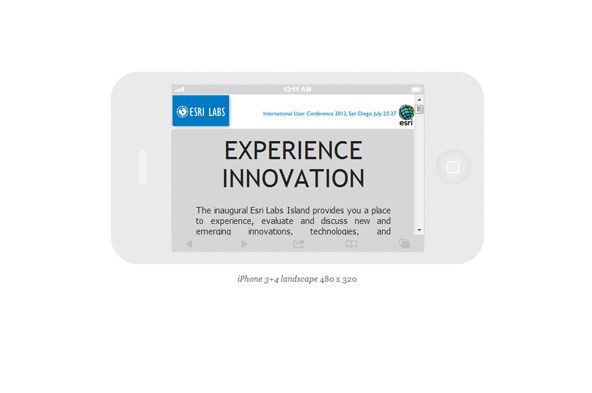 12:11 AM
ESRI LABS
International User Conference 2012, San Diego, July 23-27
esri
EXPERIENCE
INNOVATION
The inaugural Esri Labs Island provides you a place
to experience, evaluate and discuss new and
emerging innovations, technologies, and
iPhone 3+4 landscape 480 x 320